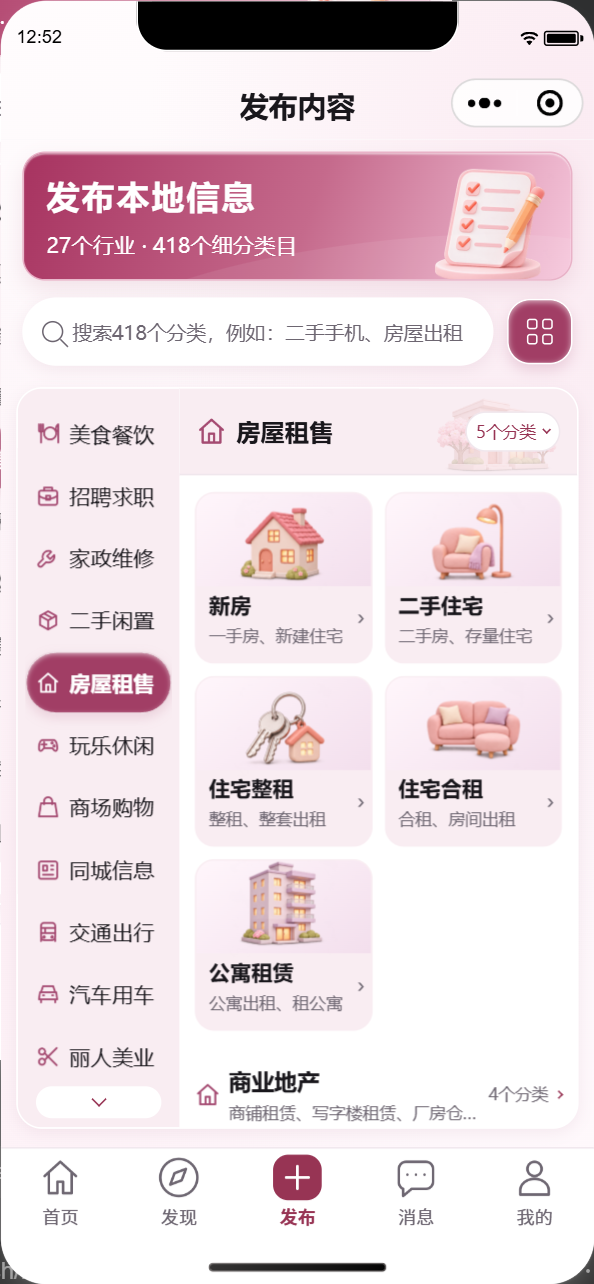 12:52
发布内容
发布本地信息
27个行业 · 418个细分类目
搜索418个分类，例如：二手手机、房屋出租
美食餐饮
招聘求职
家政维修
二手闲置
房屋租售
玩乐休闲
商场购物
同城信息
交通出行
汽车用车
丽人美业
房屋租售
5个分类
新房
一手房、新建住宅
二手住宅
二手房、存量住宅
住宅整租
整租、整套出租
住宅合租
合租、房间出租
公寓租赁
公寓出租、租公寓
商业地产
商铺租赁、写字楼租赁、厂房仓...
4个分类
首页
发现
发布
消息
我的